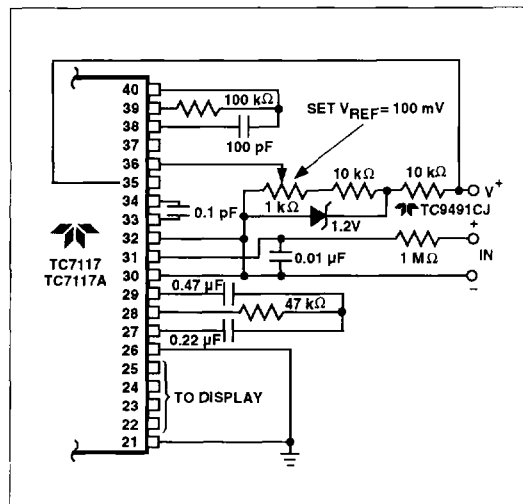 40
39
38
37
36
35
34
33
32
31
30
29
28
27
26
25
24
23
22
21
TC7117
TC7117A
100 kΩ
100 pF
SET VREF = 100 mV
10 kΩ
10 kΩ
V+
1 kΩ
TC9491CJ
1.2V
0.1 pF
+
IN
0.01 µF
1 MΩ
–
0.47 µF
47 kΩ
0.22 µF
TO DISPLAY